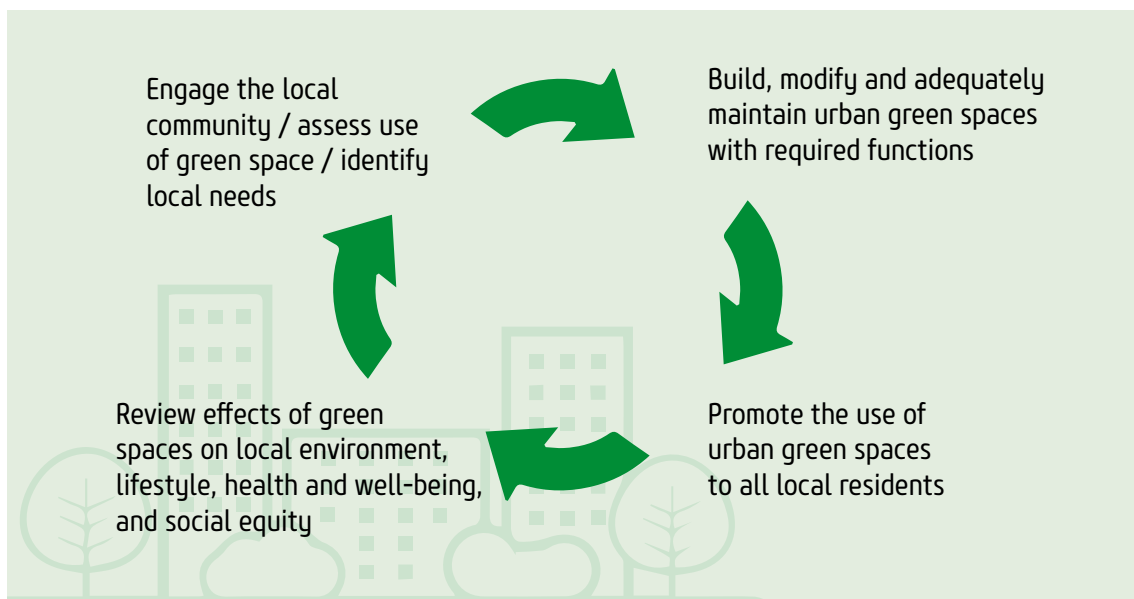 Engage the local
community / assess use
of green space / identify
local needs
Build, modify and adequately
maintain urban green spaces
with required functions
Promote the use of
urban green spaces
to all local residents
Review effects of green
spaces on local environment,
lifestyle, health and well-being,
and social equity